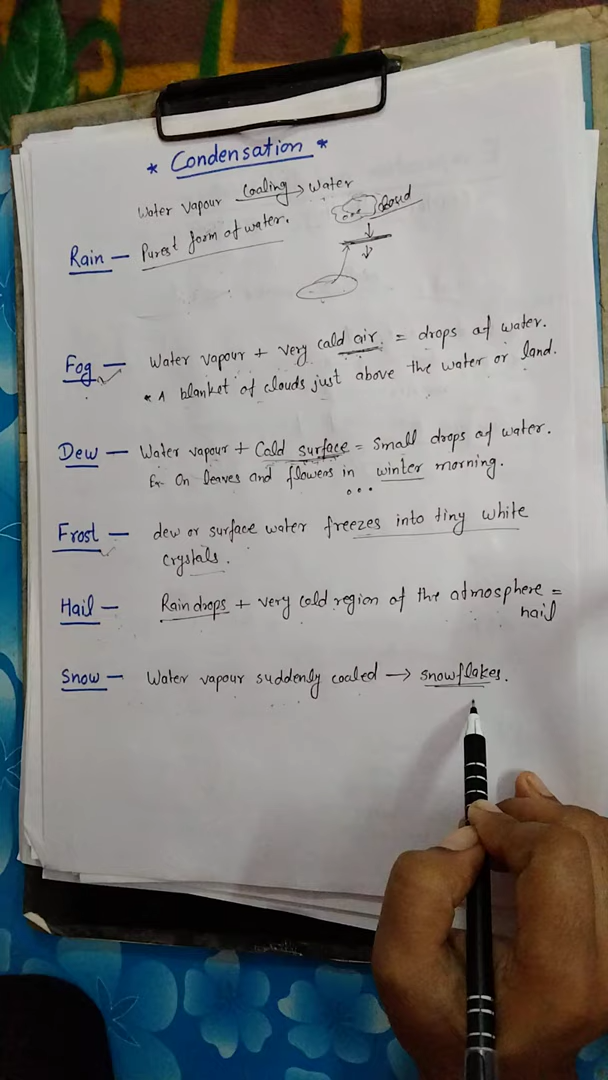 * Condensation *
Water vapour cooling → Water
cloud
Rain — Purest form of water.
Fog — Water vapour + very cold air. = drops of water.
* A blanket of clouds just above the water or land.
Dew — Water vapour + Cold surface = Small drops of water.
Ex- On leaves and flowers in winter morning.
Frost — dew or surface water freezes into tiny white
crystals.
Hail — Rain drops + very cold region of the atmosphere =
hail
Snow — Water vapour suddenly cooled → snowflakes.